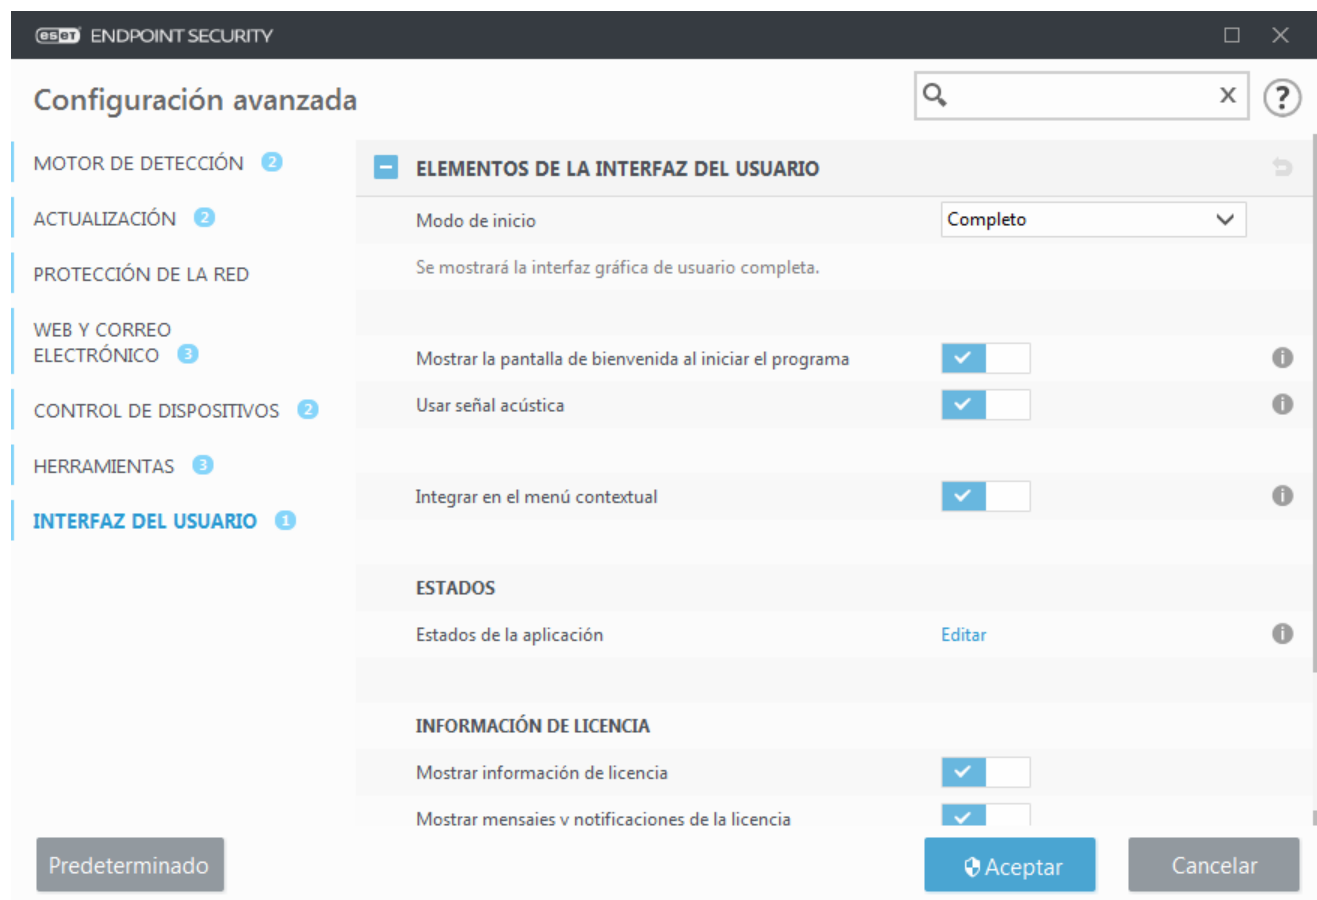 eset ENDPOINT SECURITY
Configuración avanzada
X
?
MOTOR DE DETECCIÓN 2
ACTUALIZACIÓN 2
PROTECCIÓN DE LA RED
WEB Y CORREO
ELECTRÓNICO 3
CONTROL DE DISPOSITIVOS 2
HERRAMIENTAS 3
INTERFAZ DEL USUARIO 1
ELEMENTOS DE LA INTERFAZ DEL USUARIO
Modo de inicio Completo
Se mostrará la interfaz gráfica de usuario completa.
Mostrar la pantalla de bienvenida al iniciar el programa
Usar señal acústica
Integrar en el menú contextual
ESTADOS
Estados de la aplicación Editar
INFORMACIÓN DE LICENCIA
Mostrar información de licencia
Mostrar mensajes y notificaciones de la licencia
Predeterminado Aceptar Cancelar